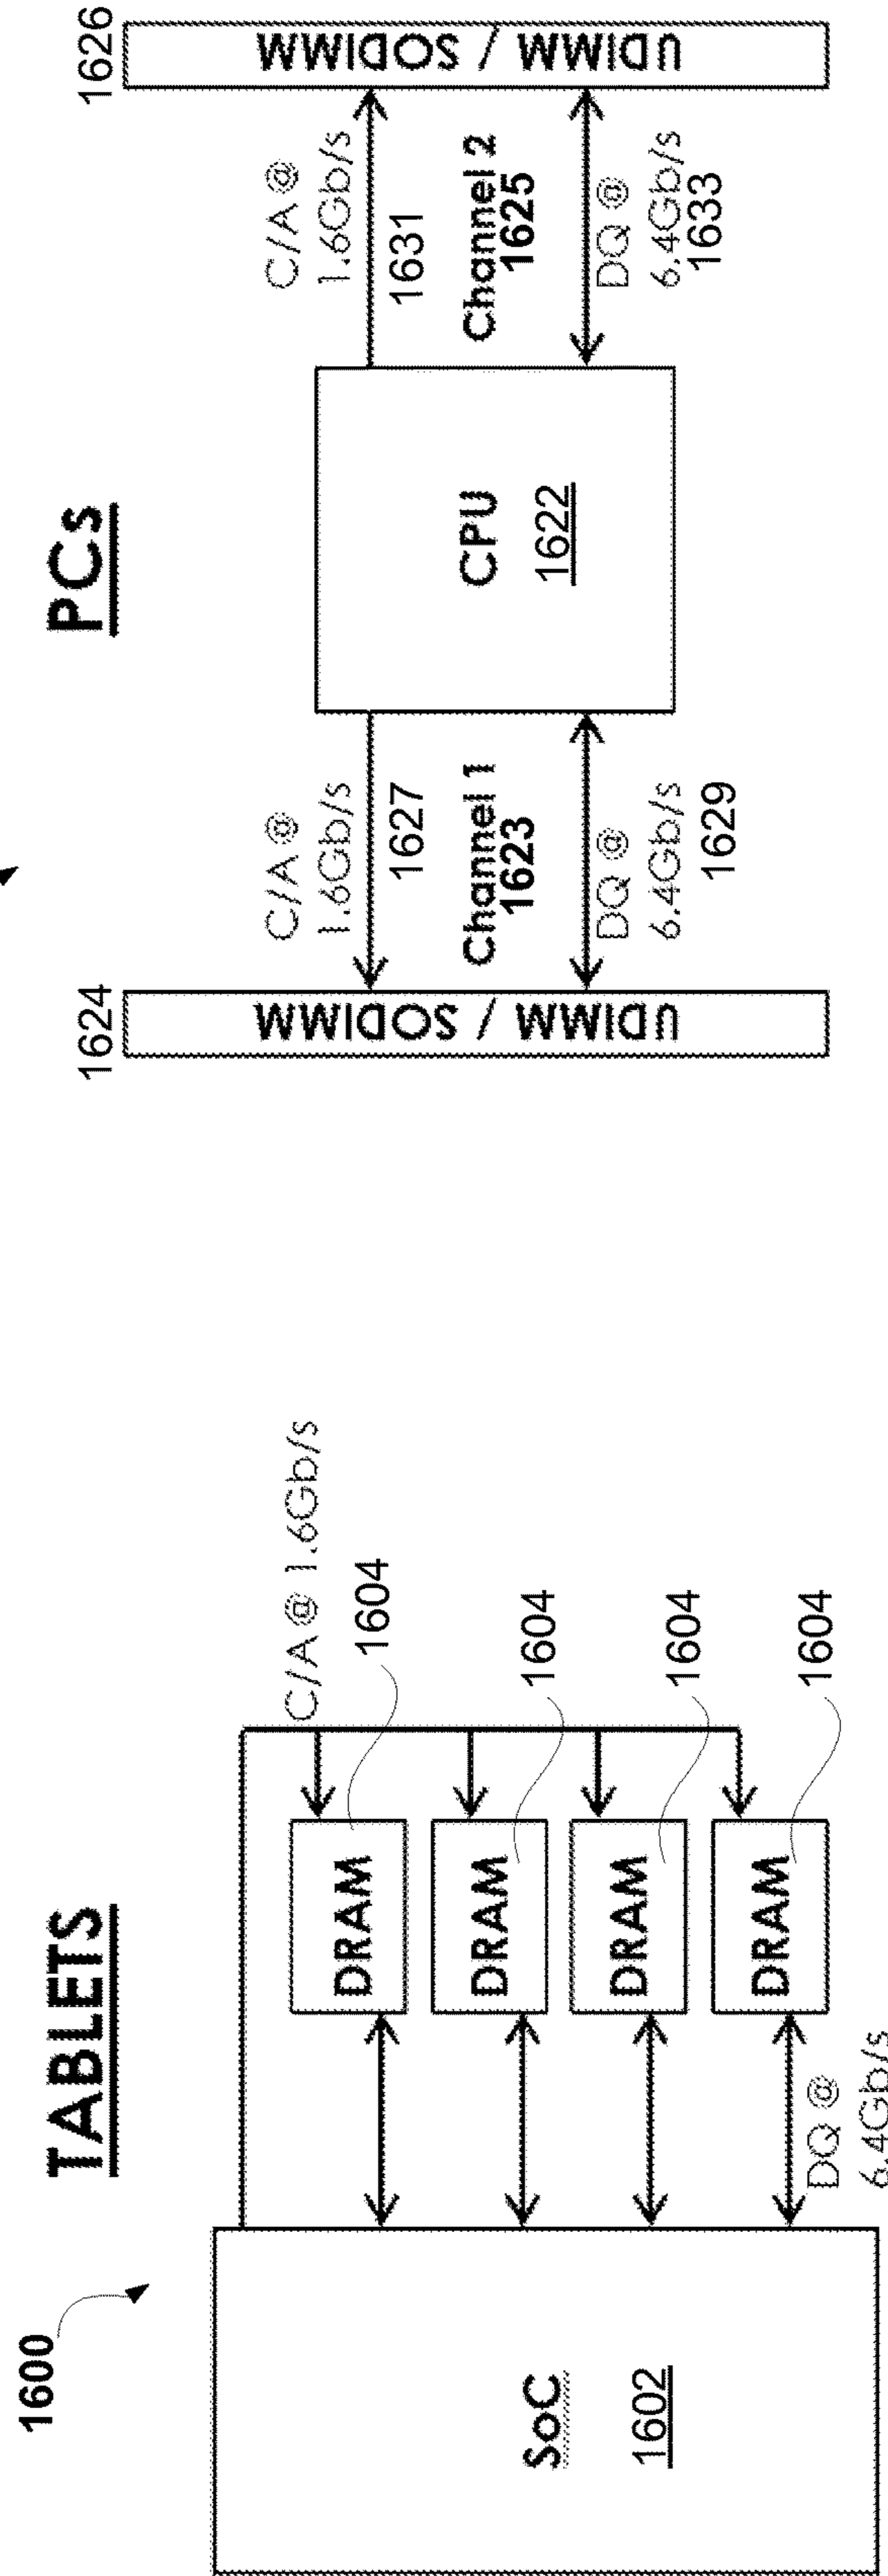 TABLETS
1600
SoC
1602
C/A @ 1.6Gb/s
DRAM
1604
DRAM
1604
DRAM
1604
DRAM
1604
DQ @
6.4Gb/s
PCs
1624
UDIMM / SODIMM
C/A @
1.6Gb/s
1627
Channel 1
1623
DQ @
6.4Gb/s
1629
CPU
1622
C/A @
1.6Gb/s
1631
Channel 2
1625
DQ @
6.4Gb/s
1633
1626
UDIMM / SODIMM